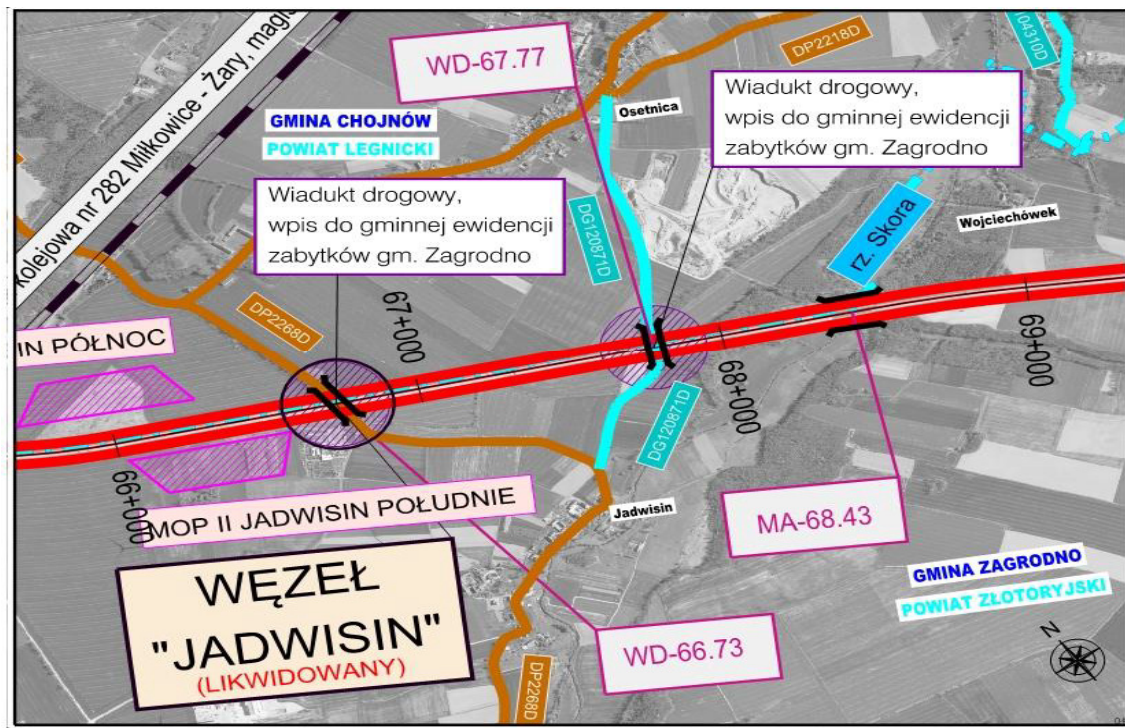 kolejowa nr 282 Miłkowice - Żary, magis
WD-67.77
DP2218D
104310D
Wiadukt drogowy,
wpis do gminnej ewidencji
zabytków gm. Zagrodno
Osetnica
GMINA CHOJNÓW
POWIAT LEGNICKI
Wiadukt drogowy,
wpis do gminnej ewidencji
zabytków gm. Zagrodno
DG120871D
rz. Skora
Wojciechówek
DP2268D
67+000
69+000
IN PÓŁNOC
68+000
DG120871D
66+000
MOP II JADWISIN POŁUDNIE
Jadwisin
MA-68.43
WĘZEŁ
"JADWISIN"
(LIKWIDOWANY)
GMINA ZAGRODNO
POWIAT ZŁOTORYJSKI
WD-66.73
DP2268D
N